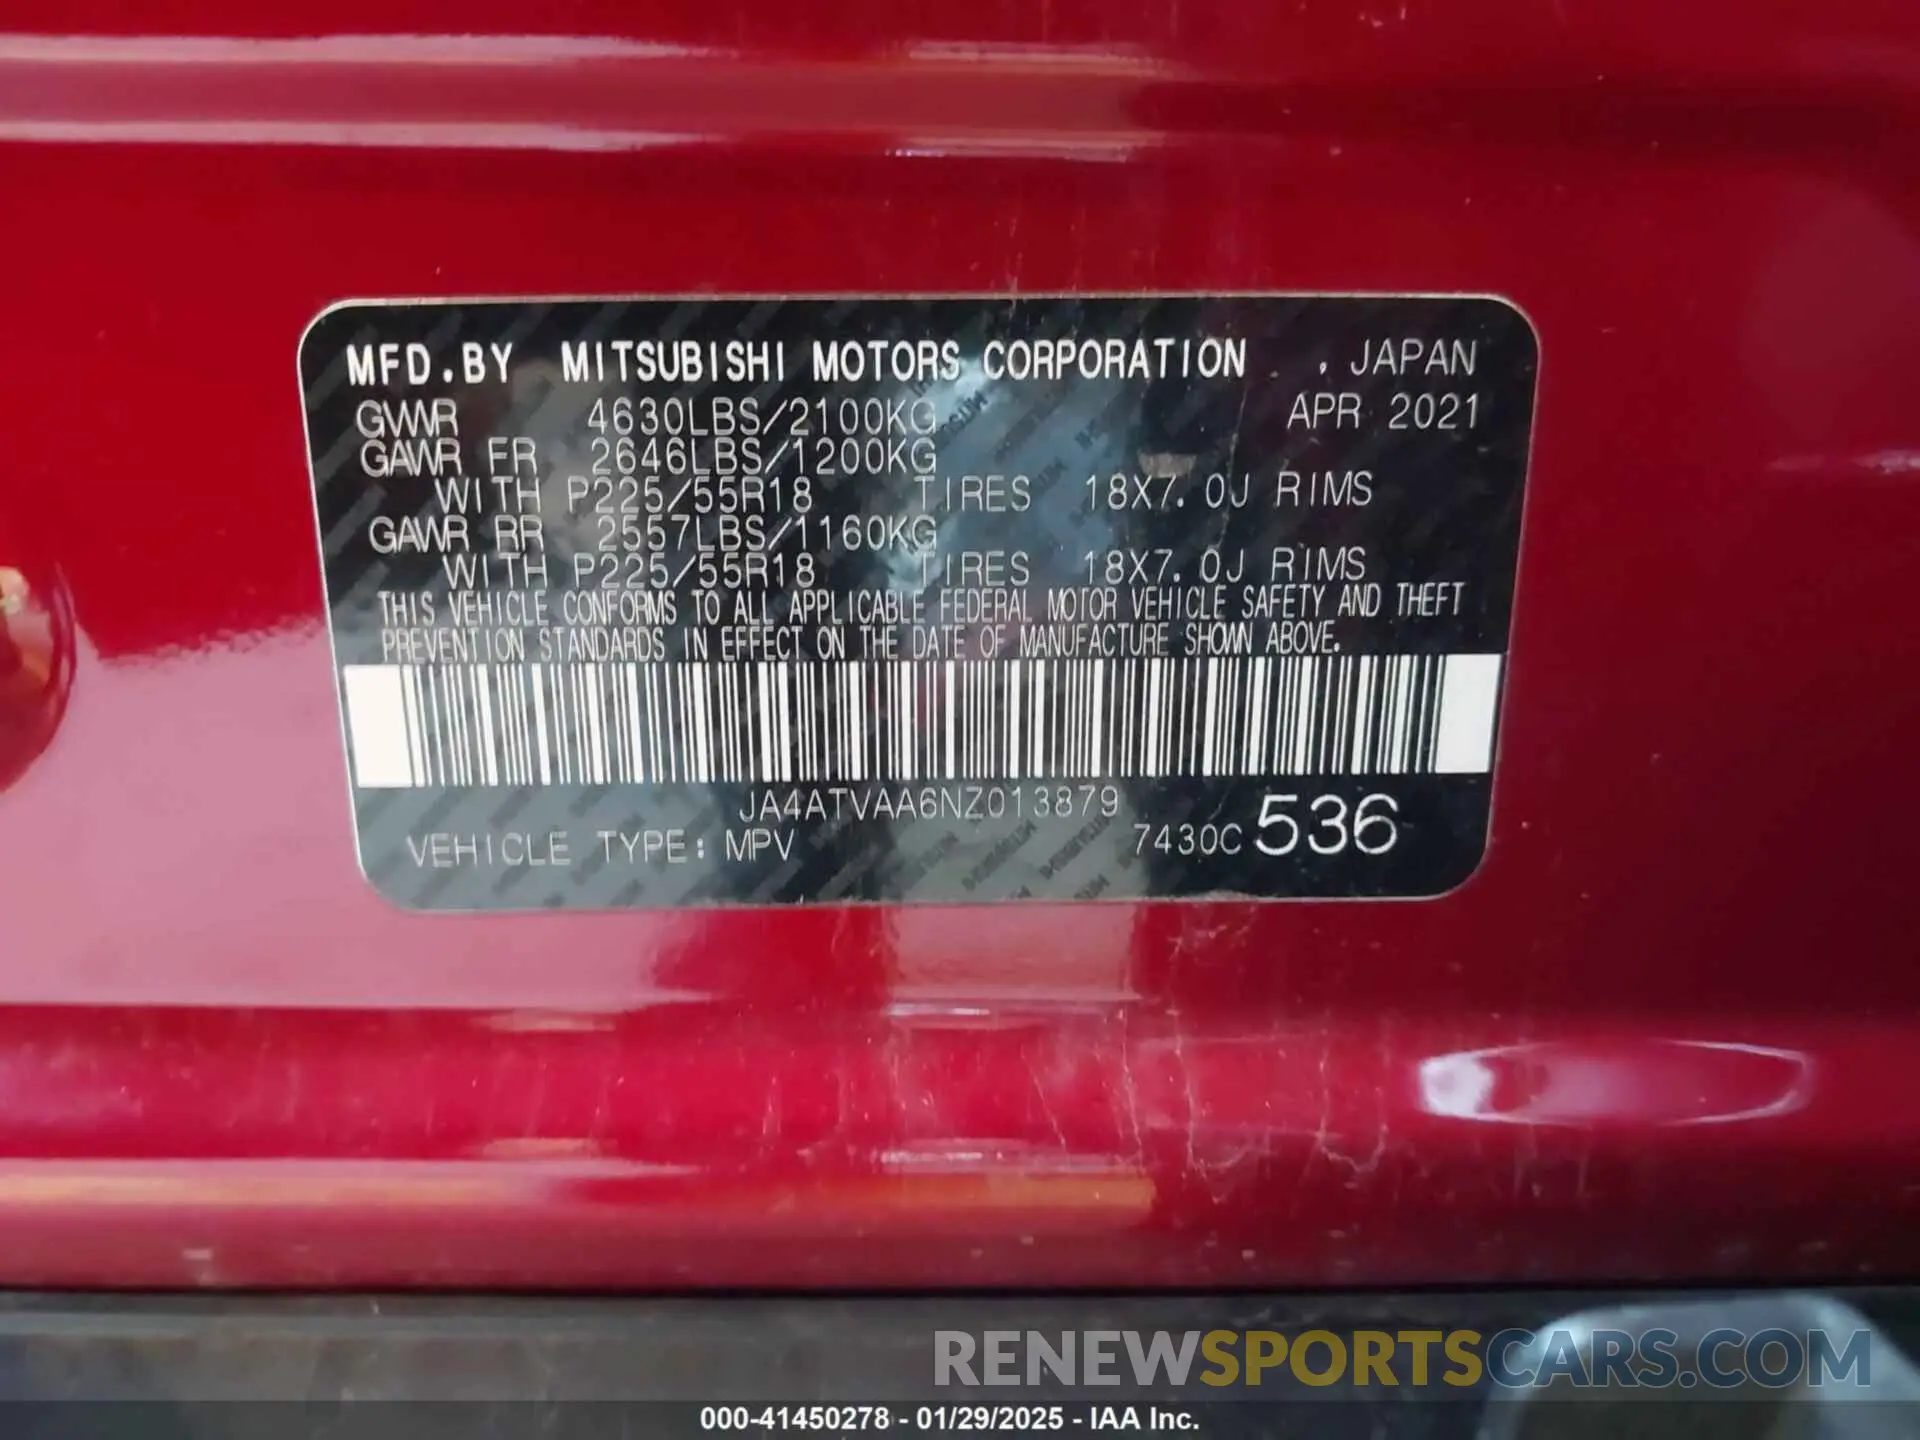 MFD.BY MITSUBISHI MOTORS CORPORATION . JAPAN
GVWR 4630LBS/2100KG APR 2021
GAWR FR 2646LBS/1200KG
WITH P225/55R18 TIRES 18X7.0J RIMS
GAWR RR 2557LBS/1160KG
WITH P225/55R18 TIRES 18X7.0J RIMS
THIS VEHICLE CONFORMS TO ALL APPLICABLE FEDERAL MOTOR VEHICLE SAFETY AND THEFT
PREVENTION STANDARDS IN EFFECT ON THE DATE OF MANUFACTURE SHOWN ABOVE.
JA4ATVAA6NZ013879
VEHICLE TYPE: MPV 7430C 536
RENEWSPORTSCARS.COM
000-41450278 - 01/29/2025 - IAA Inc.